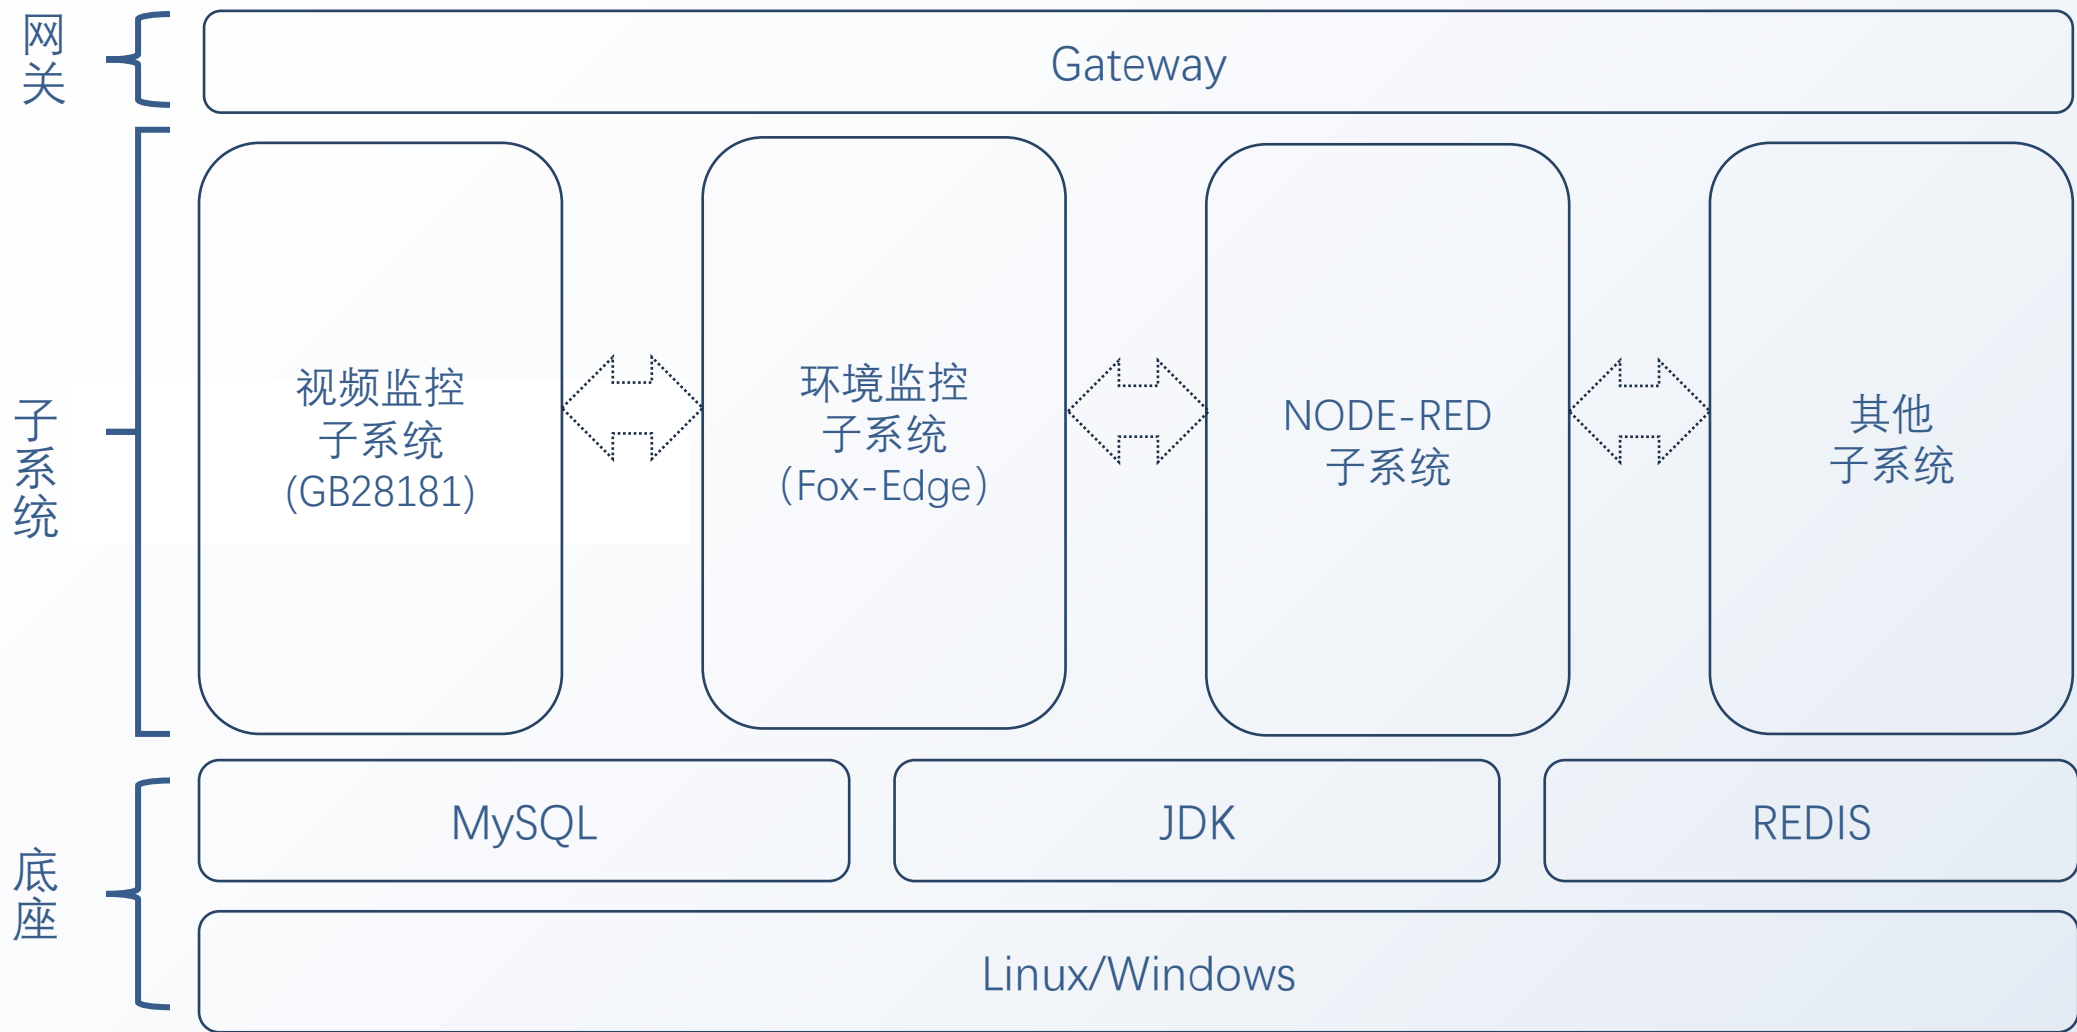 网关
Gateway
子系统
视频监控
子系统
(GB28181)
环境监控
子系统
(Fox-Edge)
NODE-RED
子系统
其他
子系统
底座
MySQL
JDK
REDIS
Linux/Windows